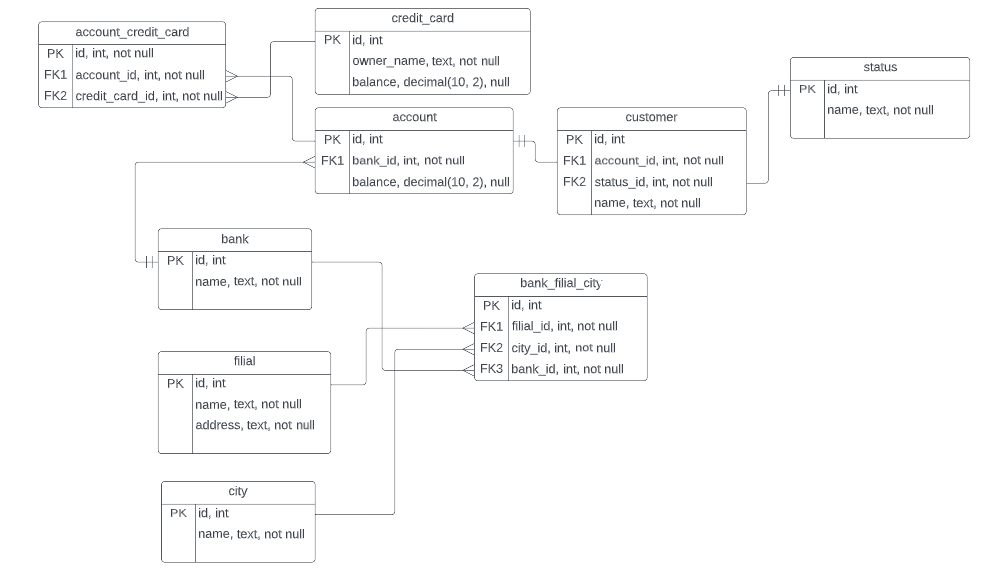 account_credit_card
PK id, int, not null
FK1 account_id, int, not null
FK2 credit_card_id, int, not null
credit_card
PK id, int
owner_name, text, not null
balance, decimal(10, 2), null
status
PK id, int
name, text, not null
account
PK id, int
FK1 bank_id, int, not null
balance, decimal(10, 2), null
customer
PK id, int
FK1 account_id, int, not null
FK2 status_id, int, not null
name, text, not null
bank
PK id, int
name, text, not null
bank_filial_city
PK id, int
FK1 filial_id, int, not null
FK2 city_id, int, not null
FK3 bank_id, int, not null
filial
PK id, int
name, text, not null
address, text, not null
city
PK id, int
name, text, not null